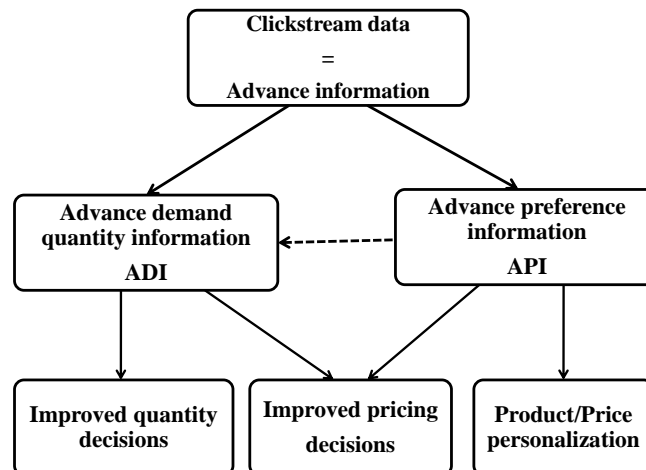 Clickstream data
=
Advance information
Advance demand
quantity information
ADI
Advance preference
information
API
Improved quantity
decisions
Improved pricing
decisions
Product/Price
personalization